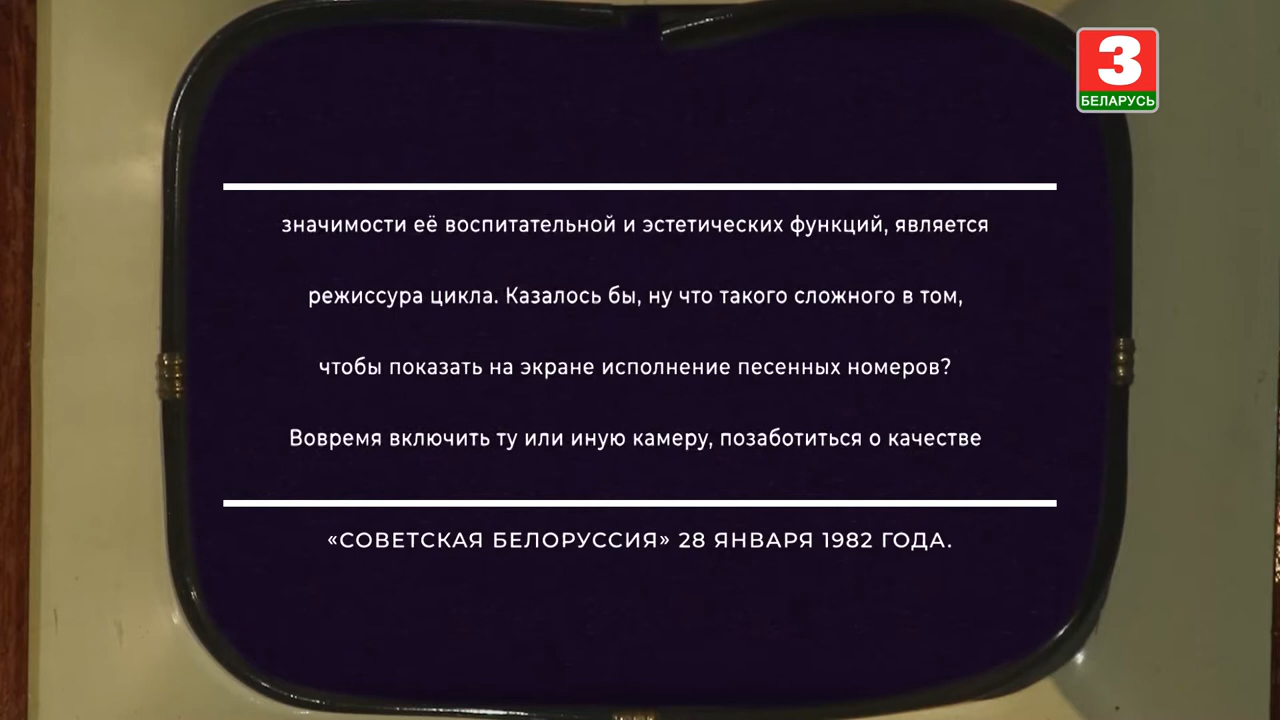 3
БЕЛАРУСЬ
значимости её воспитательной и эстетических функций, является
режиссура цикла. Казалось бы, ну что такого сложного в том,
чтобы показать на экране исполнение песенных номеров?
Вовремя включить ту или иную камеру, позаботиться о качестве
«СОВЕТСКАЯ БЕЛОРУССИЯ» 28 ЯНВАРЯ 1982 ГОДА.